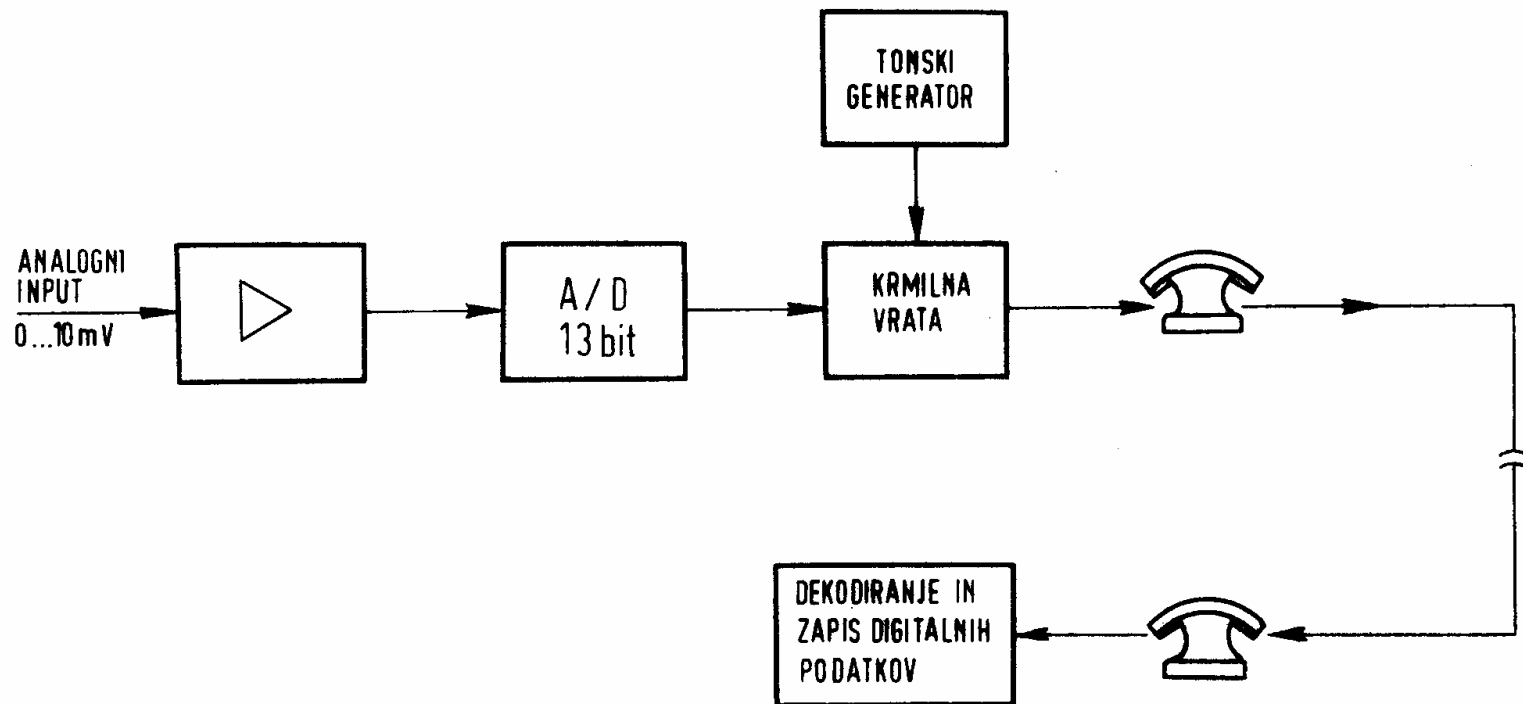 TONSKI
GENERATOR
ANALOGNI
INPUT
0...10mV
A/D
13 bit
KRMILNA
VRATA
DEKODIRANJE IN
ZAPIS DIGITALNIH
PODATKOV